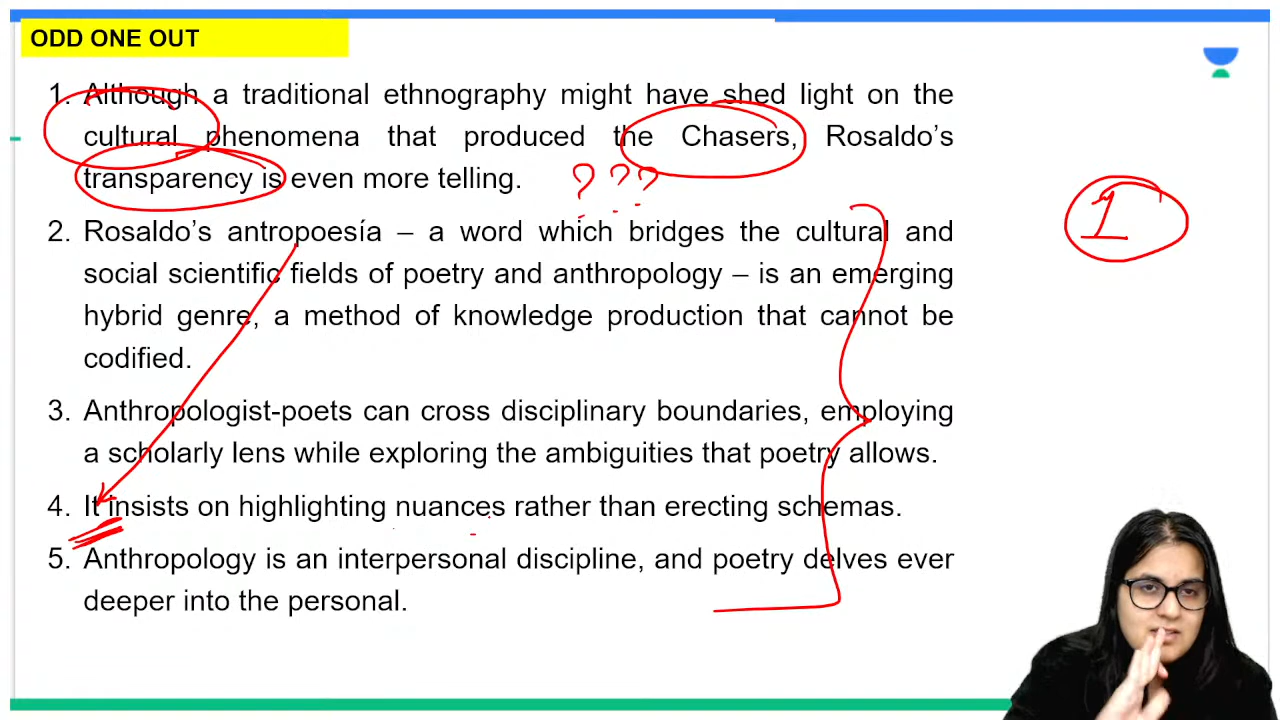 ODD ONE OUT
1. Although a traditional ethnography might have shed light on the
cultural phenomena that produced the Chasers, Rosaldo's
transparency is even more telling.
? ? ?
1
2. Rosaldo's antropoesía – a word which bridges the cultural and
social scientific fields of poetry and anthropology – is an emerging
hybrid genre, a method of knowledge production that cannot be
codified.
3. Anthropologist-poets can cross disciplinary boundaries, employing
a scholarly lens while exploring the ambiguities that poetry allows.
4. It insists on highlighting nuances rather than erecting schemas.
5. Anthropology is an interpersonal discipline, and poetry delves ever
deeper into the personal.